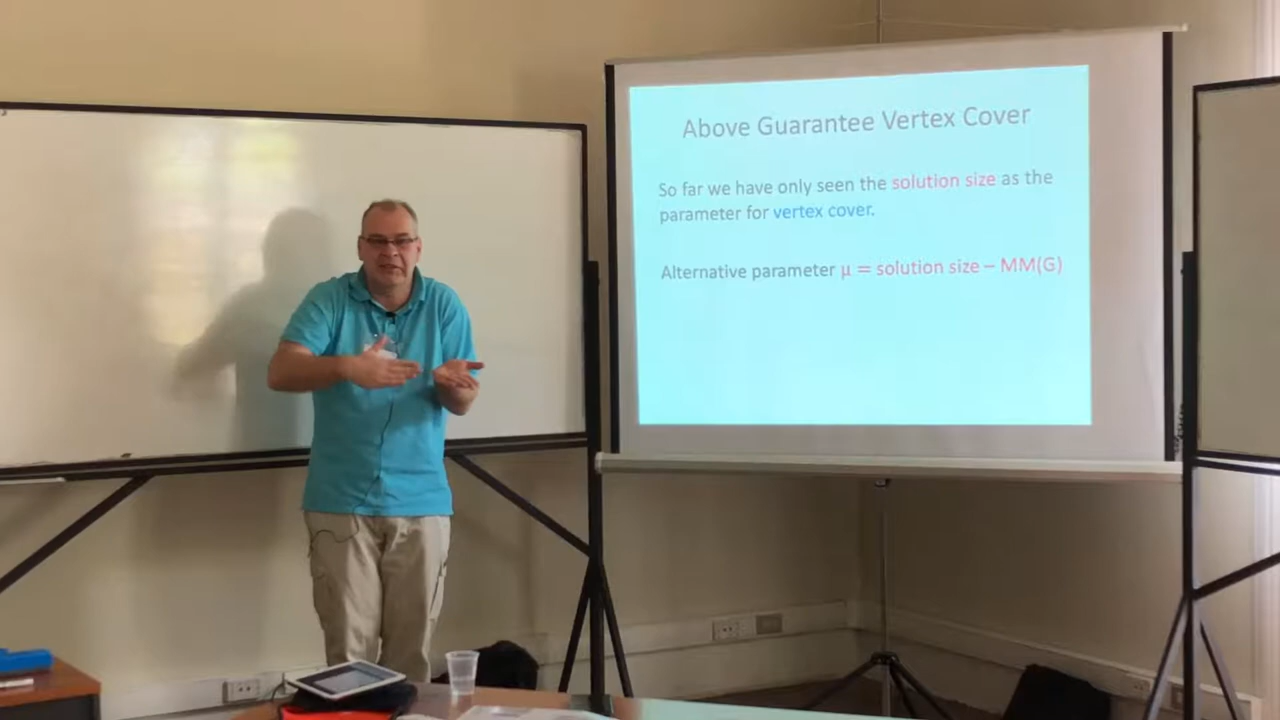 Above Guarantee Vertex Cover
So far we have only seen the solution size as the
parameter for vertex cover.
Alternative parameter μ = solution size – MM(G)